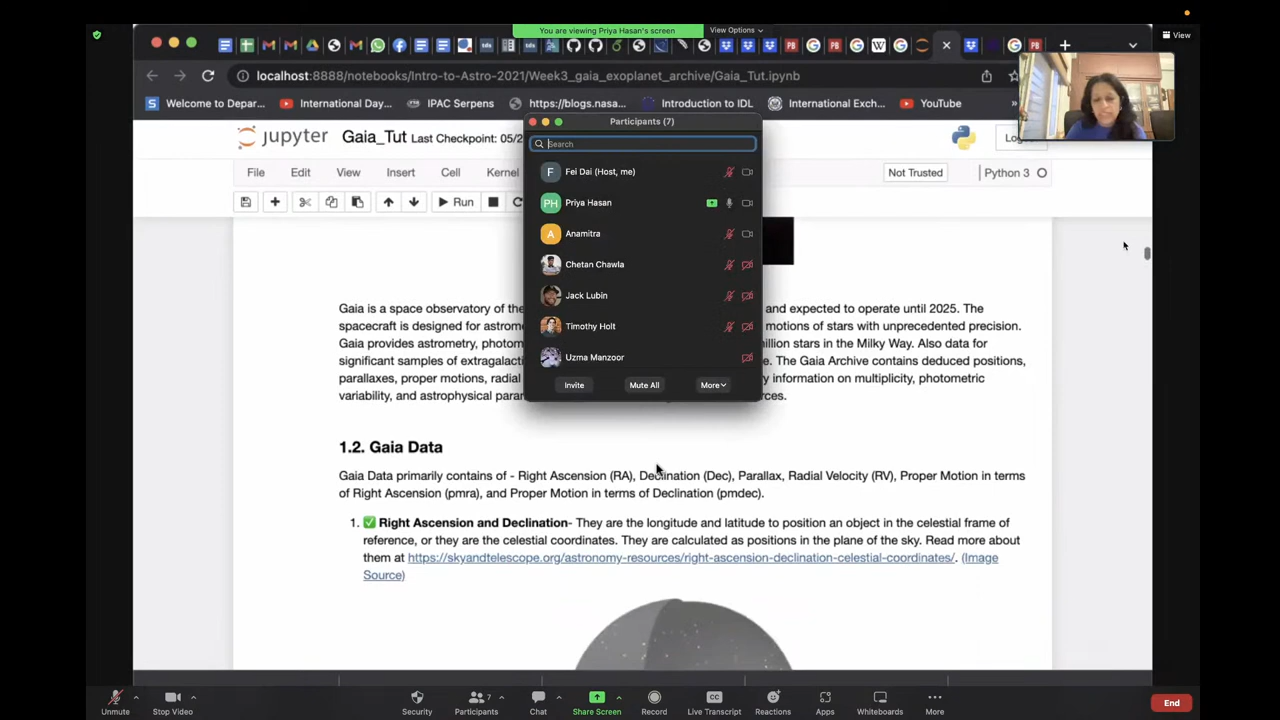 You are viewing Priya Hasan's screen
View Options
View
localhost:8888/notebooks/Intro-to-Astro-2021/Week3_gaia_exoplanet_archive/Gaia_Tut.ipynb
Welcome to Depar...
International Day...
IPAC Serpens
https://blogs.nasa...
Introduction to IDL
International Exch...
YouTube
»
jupyter Gaia_Tut Last Checkpoint: 05/2
Participants (7)
Search
File Edit View Insert Cell Kernel
Not Trusted
Python 3
Run
F Fei Dai (Host, me)
PH Priya Hasan
A Anamitra
Chetan Chawla
Jack Lubin
Timothy Holt
Uzma Manzoor
Invite Mute All More
Gaia is a space observatory of the and expected to operate until 2025. The
spacecraft is designed for astrome motions of stars with unprecedented precision.
Gaia provides astrometry, photom illion stars in the Milky Way. Also data for
significant samples of extragalacti The Gaia Archive contains deduced positions,
parallaxes, proper motions, radial y information on multiplicity, photometric
variability, and astrophysical para rces.
1.2. Gaia Data
Gaia Data primarily contains of - Right Ascension (RA), Declination (Dec), Parallax, Radial Velocity (RV), Proper Motion in terms
of Right Ascension (pmra), and Proper Motion in terms of Declination (pmdec).
1. ✅ Right Ascension and Declination- They are the longitude and latitude to position an object in the celestial frame of
reference, or they are the celestial coordinates. They are calculated as positions in the plane of the sky. Read more about
them at https://skyandtelescope.org/astronomy-resources/right-ascension-declination-celestial-coordinates/. (Image
Source)
Unmute
Stop Video
Security
Participants 7
Chat
Share Screen
Record
Live Transcript
Reactions
Apps
Whiteboards
More
End